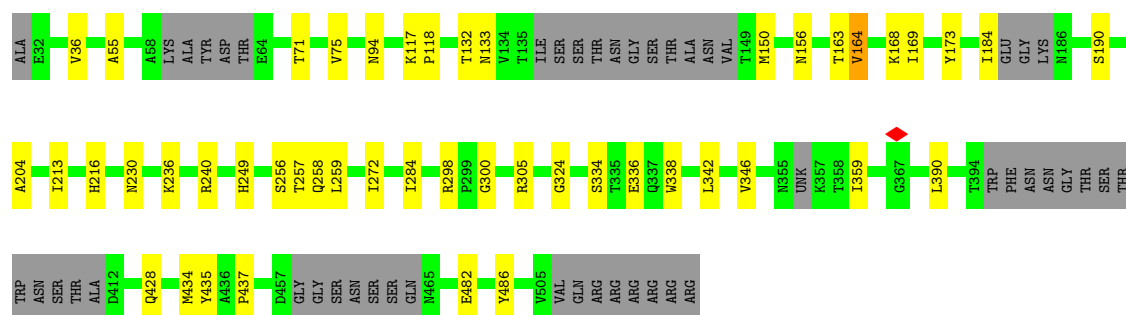 ALA E32 V36 A55 A58 LYS ALA TYR ASP THR E64 T71 V75 N94 K117 P118 T132 N133 V134 T135 ILE SER SER THR ASN GLY SER THR ALA ASN VAL T149 M150 N156 T163 V164 K168 I169 Y173 I184 GLU GLY LYS N186 S190
A204 I213 H216 N230 K236 R240 H249 S256 T257 Q258 L259 I272 I284 R298 P299 G300 R305 G324 S334 T335 E336 Q337 W338 L342 V346 N355 UNK K357 T358 I359 G367 L390 T394 TRP PHE ASN ASN GLY THR SER THR
TRP ASN SER THR ALA D412 Q428 M434 Y435 A436 P437 D457 GLY GLY SER ASN SER SER GLN N465 E482 Y486 V505 VAL GLN ARG ARG ARG ARG ARG ARG